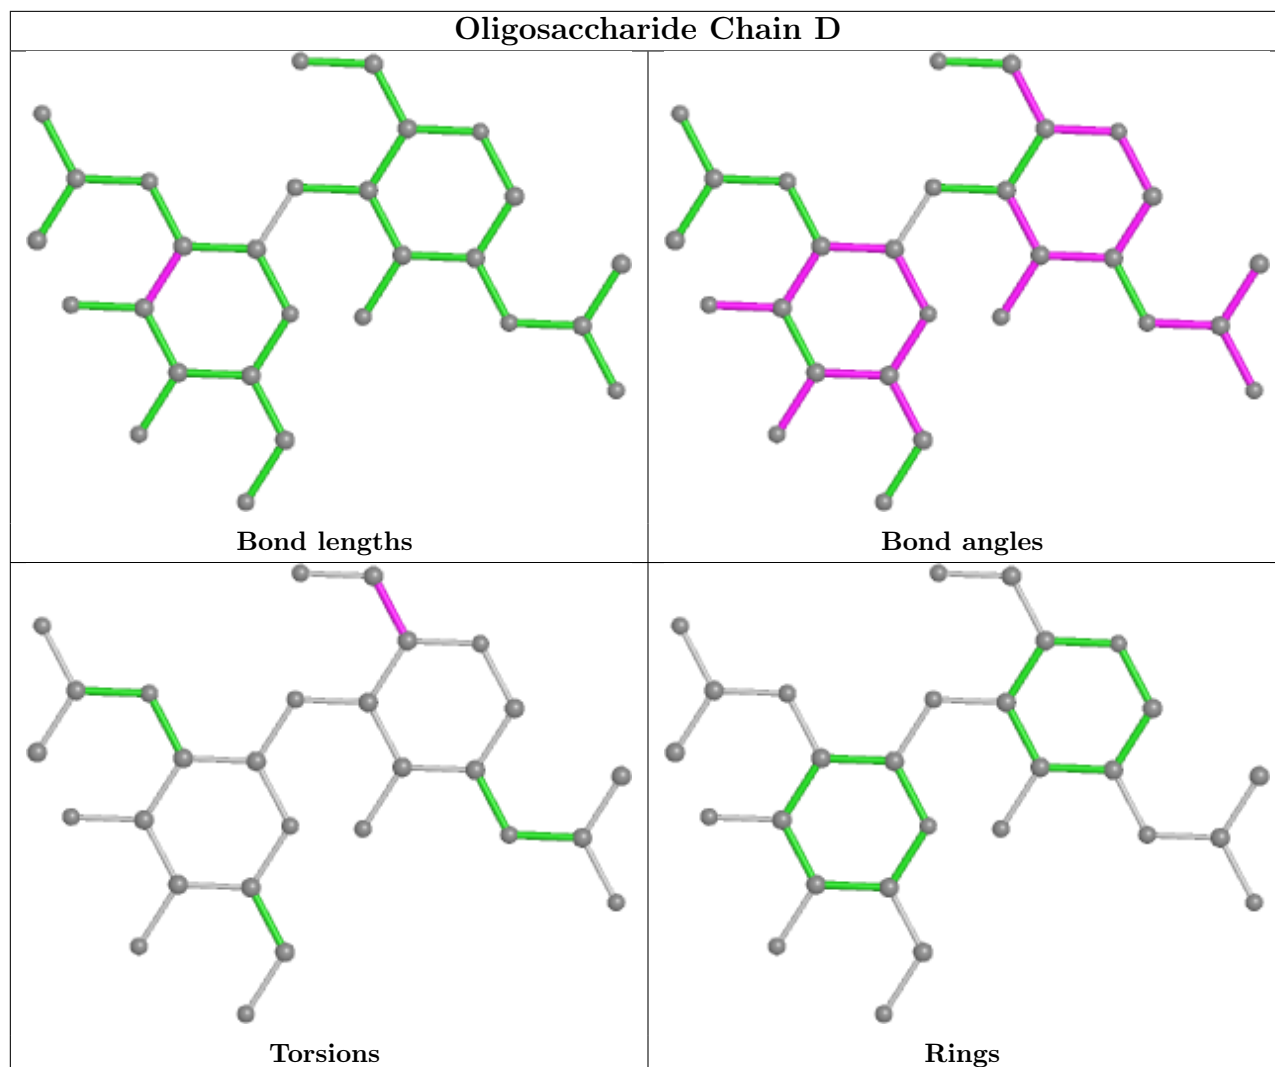 Oligosaccharide Chain D
Bond lengths
Bond angles
Torsions
Rings